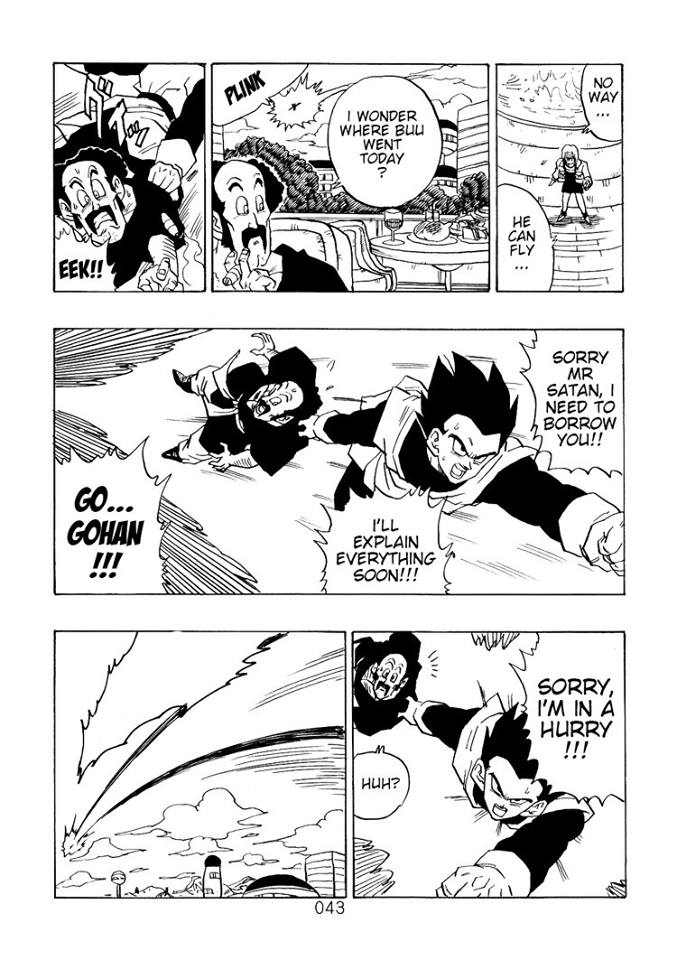 NO
WAY
...
HE
CAN
FLY
...
I WONDER
WHERE BUU
WENT
TODAY
?
PLINK
EEK!!
SORRY
MR
SATAN, I
NEED TO
BORROW
YOU!!
I'LL
EXPLAIN
EVERYTHING
SOON!!!
GO...
GOHAN
!!!
SORRY,
I'M IN A
HURRY
!!!
HUH?
043